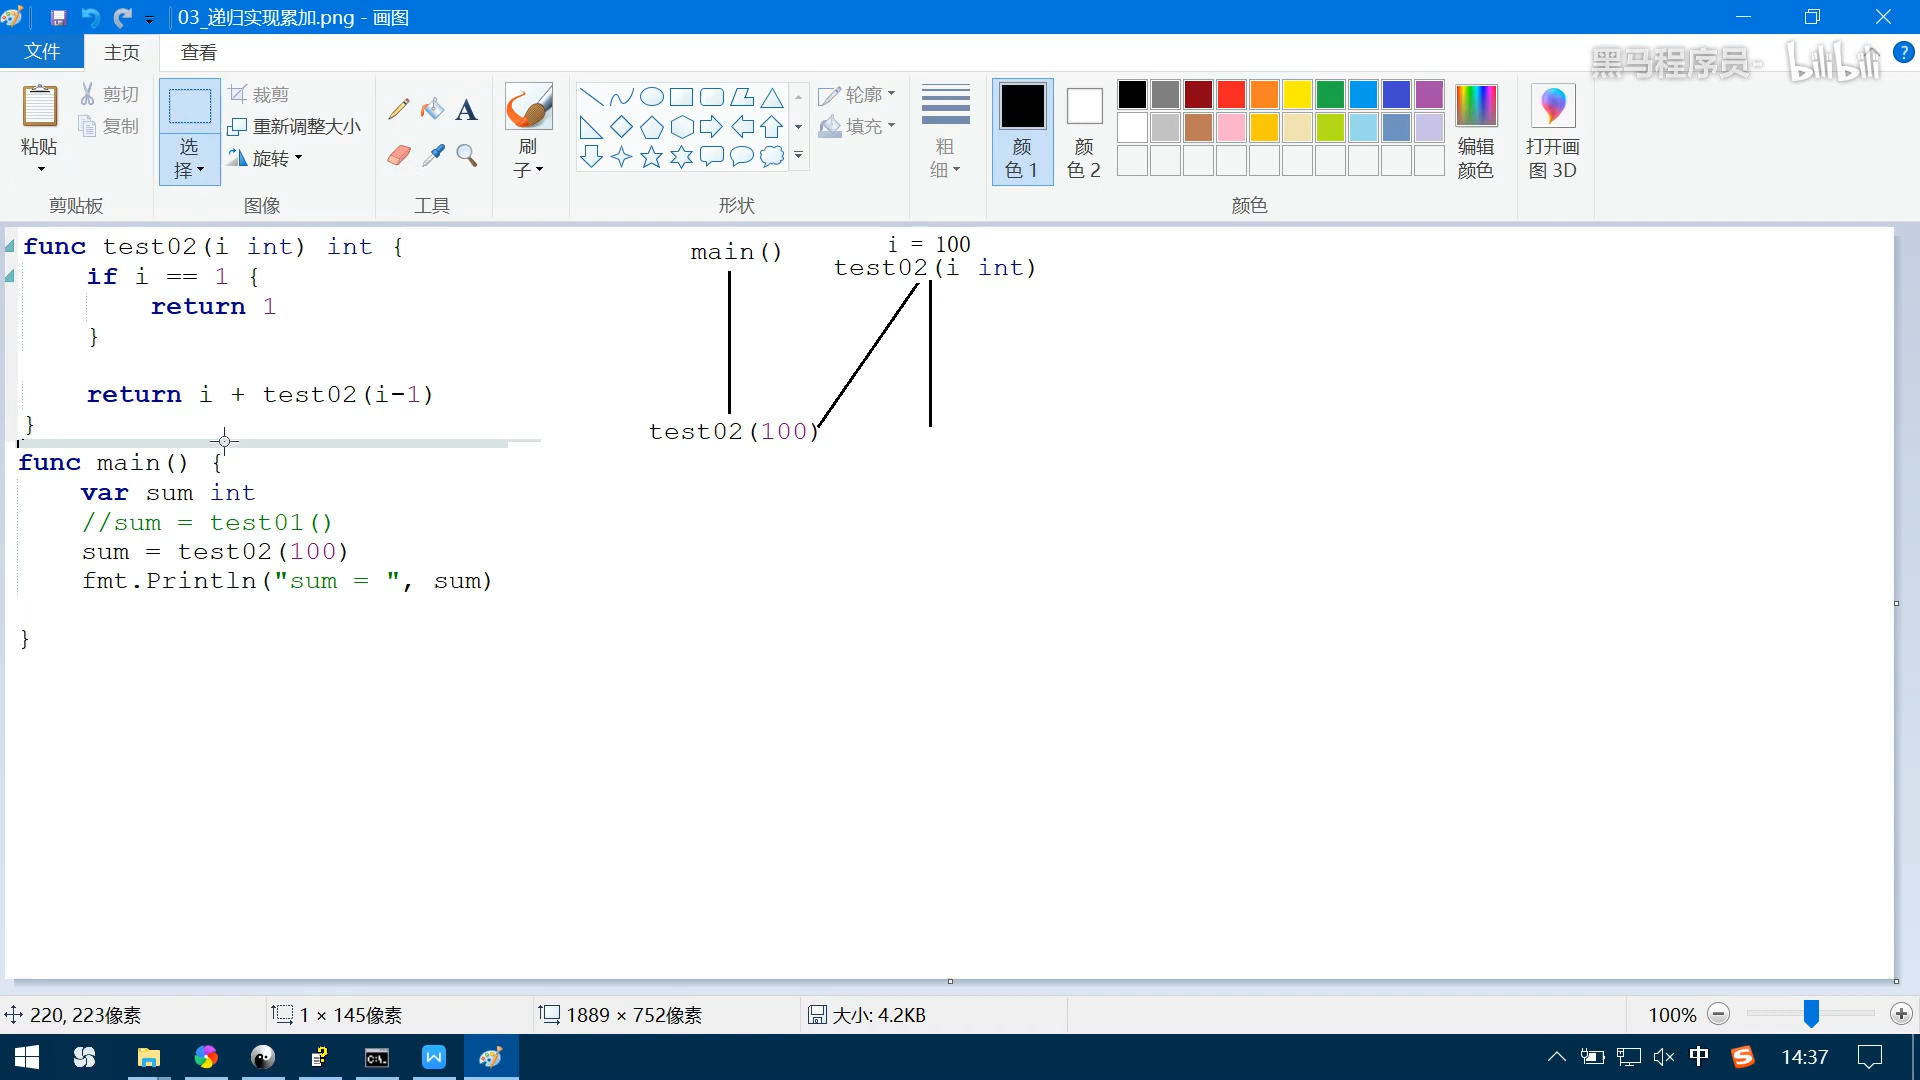 03_递归实现累加.png - 画图
文件 主页 查看
黑马程序员 bilibili
粘贴 剪切 复制
剪贴板
选择 裁剪 重新调整大小 旋转
图像
A
工具
刷子
形状
轮廓 填充
粗细
颜色 1
颜色 2
颜色
编辑颜色
打开画图 3D
func test02(i int) int {
if i == 1 {
return 1
}
return i + test02(i-1)
}
func main() {
var sum int
//sum = test01()
sum = test02(100)
fmt.Println("sum = ", sum)
}
main()
i = 100
test02(i int)
test02(100)
220, 223像素 1 × 145像素 1889 × 752像素 大小: 4.2KB 100%
中 S 14:37